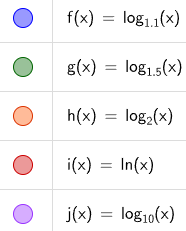 f(x) = log₁.₁(x)
g(x) = log₁.₅(x)
h(x) = log₂(x)
i(x) = ln(x)
j(x) = log₁₀(x)